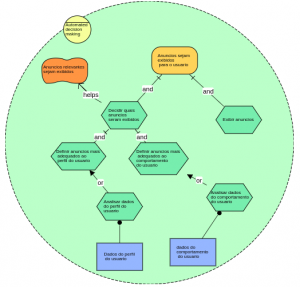 Automated
decision
making
Anuncios sejam
exibidos
para o usuario
Anuncios relevantes
sejam exibidos
helps
and
and
Decidir quais
anuncios
seram exibidos
Exibir anuncios
and
and
Definir anuncios mais
adequados ao
perfil do usuario
Definir anuncios mais
adequados ao
comportamento
do usuario
or
or
Analisar dados
do perfil do
usuario
Analisar dados
do comportamento
do usuario
Dados do perfil
do usuario
dados do
comportamento
do usuario